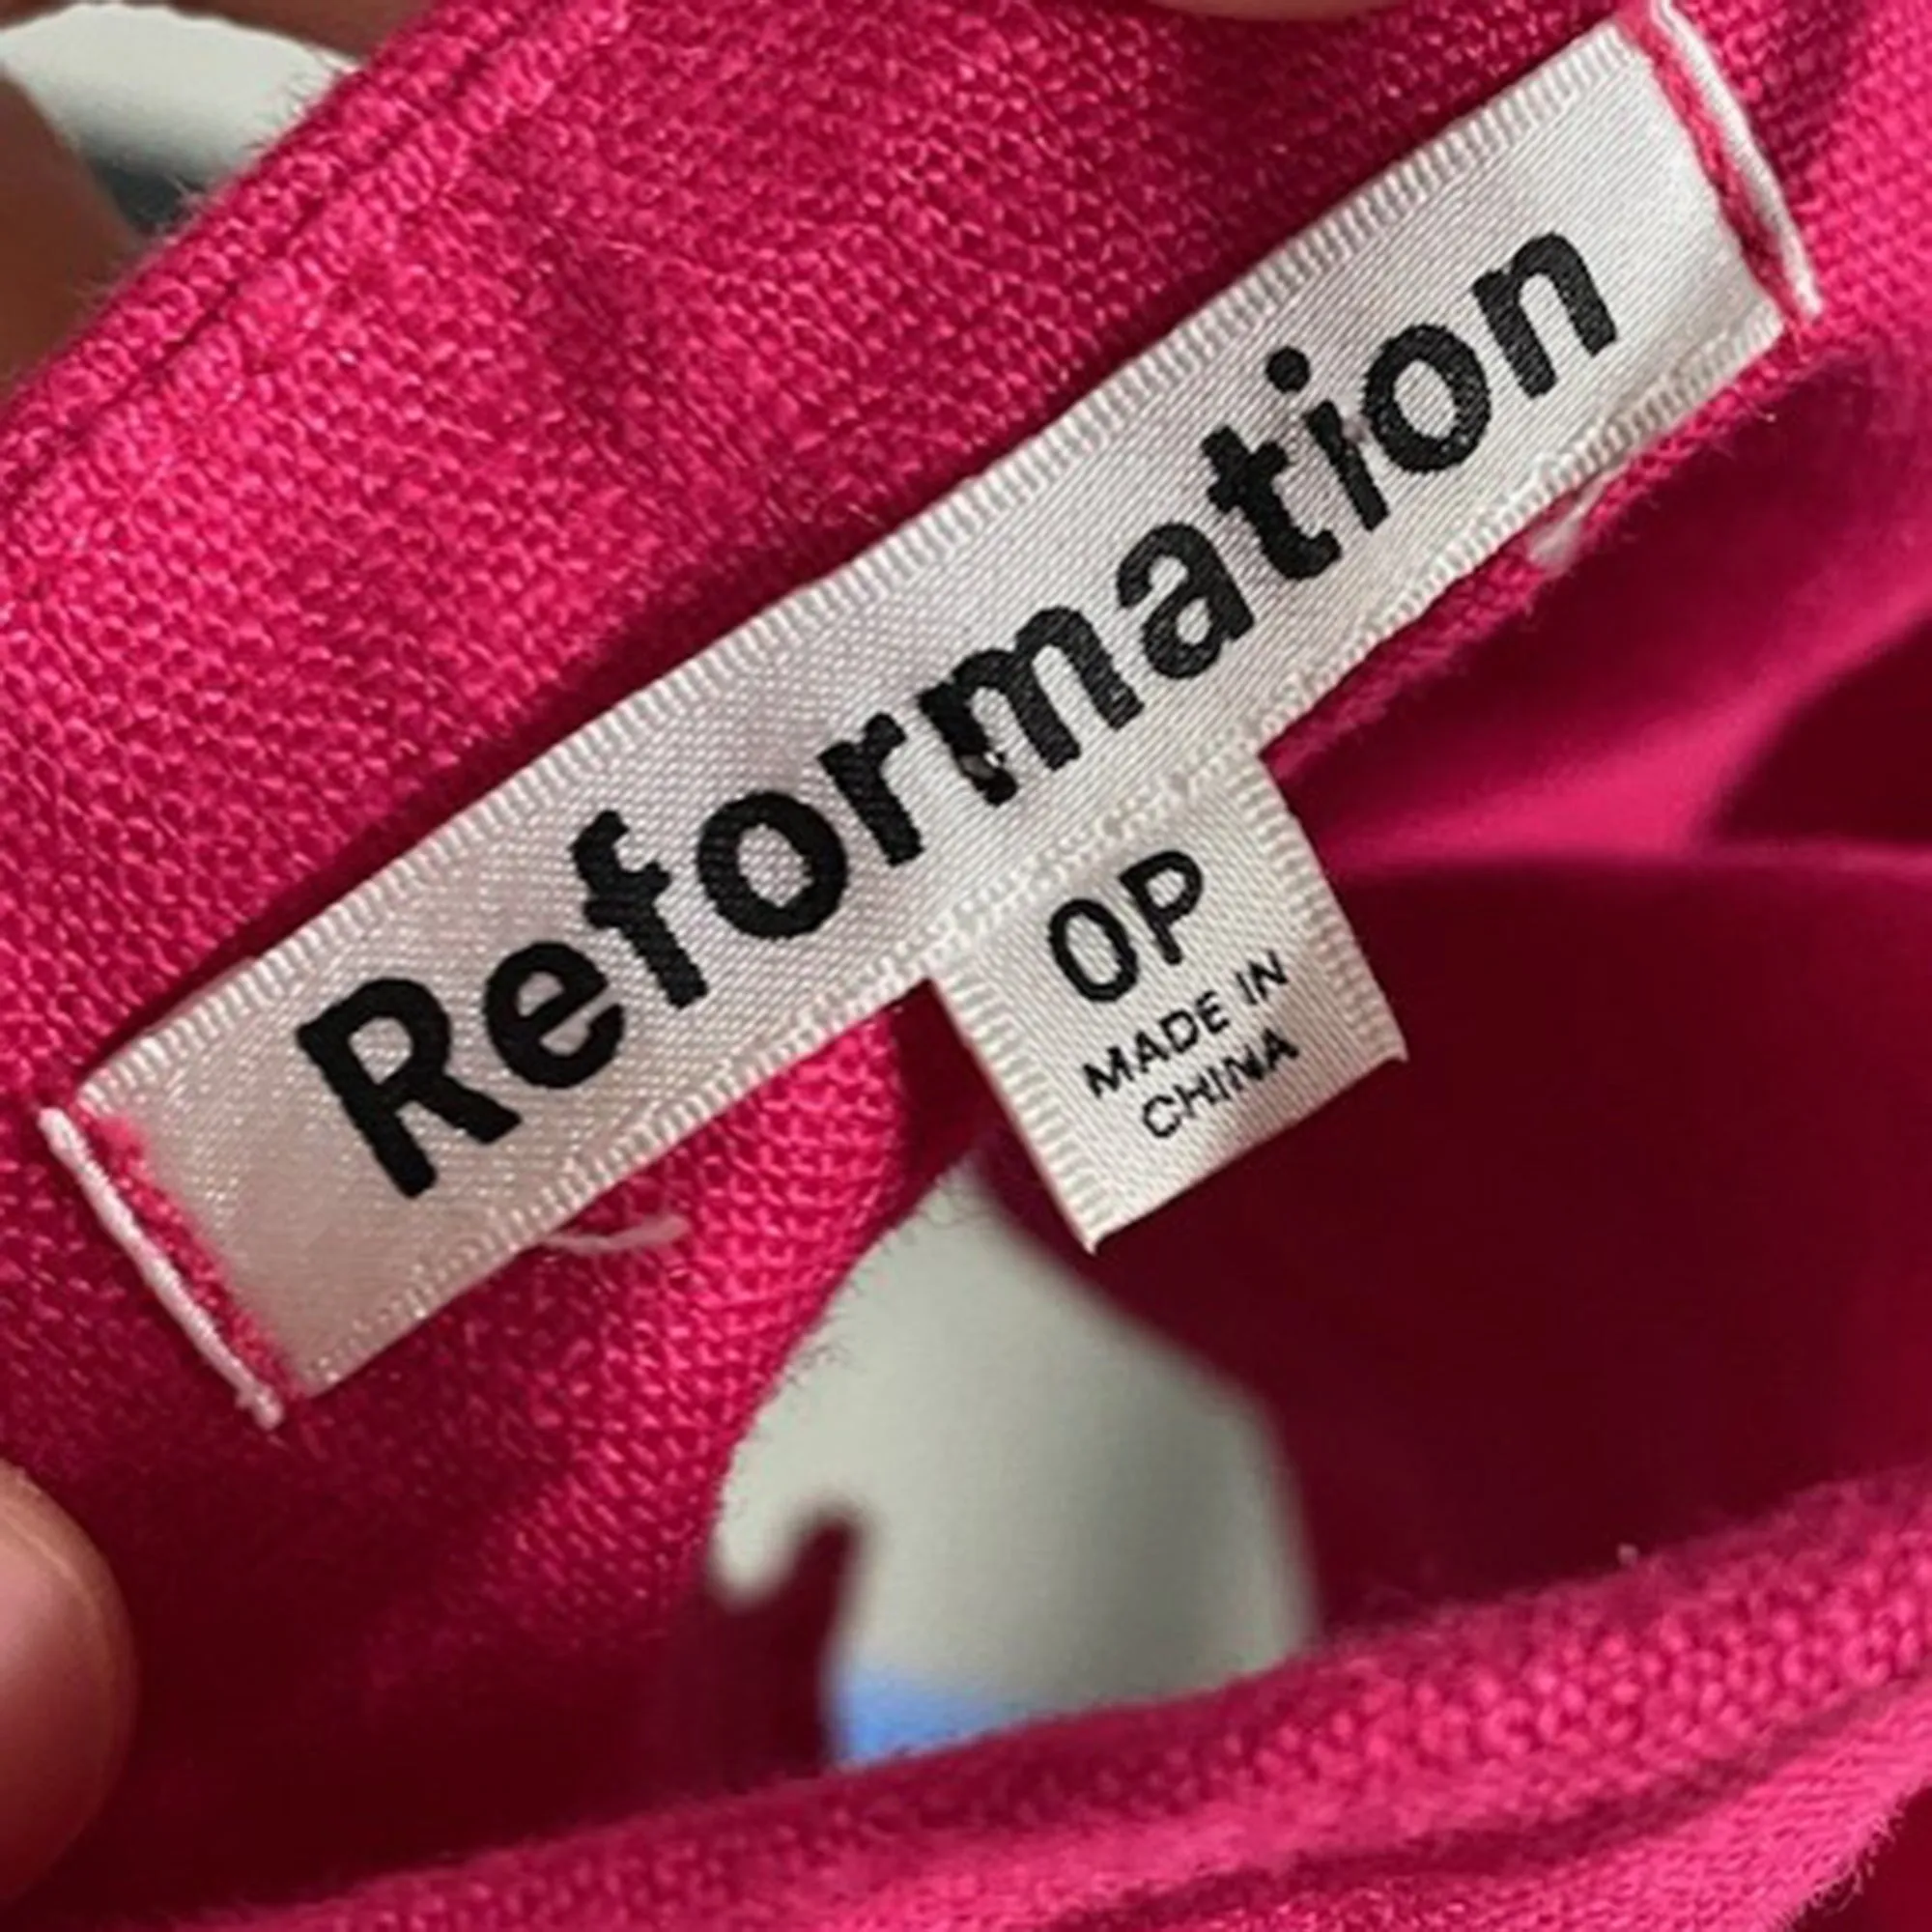 Reformation
0P
MADE IN
CHINA